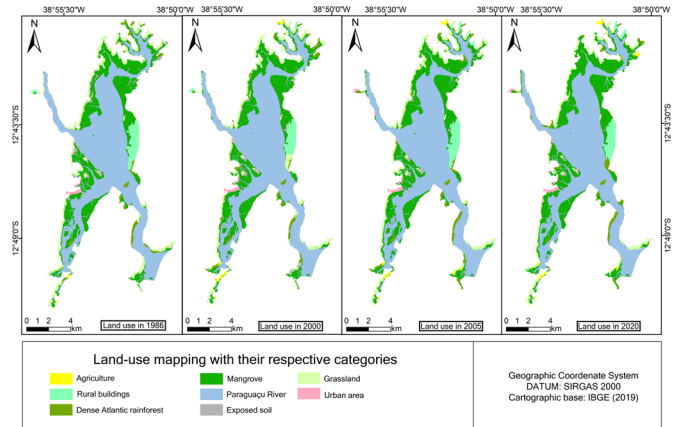 38°55'30"W
38°50'0"W
38°55'30"W
38°50'0"W
38°55'30"W
38°50'0"W
38°55'30"W
38°50'0"W
N
N
N
N
12°43'30"S
12°43'30"S
12°49'0"S
12°49'0"S
0 1 2 4
km
Land use in 1986
0 1 2 4
km
Land use in 2000
0 1 2 4
km
Land use in 2005
0 1 2 4
km
Land use in 2020
Land-use mapping with their respective categories
Agriculture
Mangrove
Grassland
Rural buildings
Paraguaçu River
Urban area
Dense Atlantic rainforest
Exposed soil
Geographic Coordenate System
DATUM: SIRGAS 2000
Cartographic base: IBGE (2019)